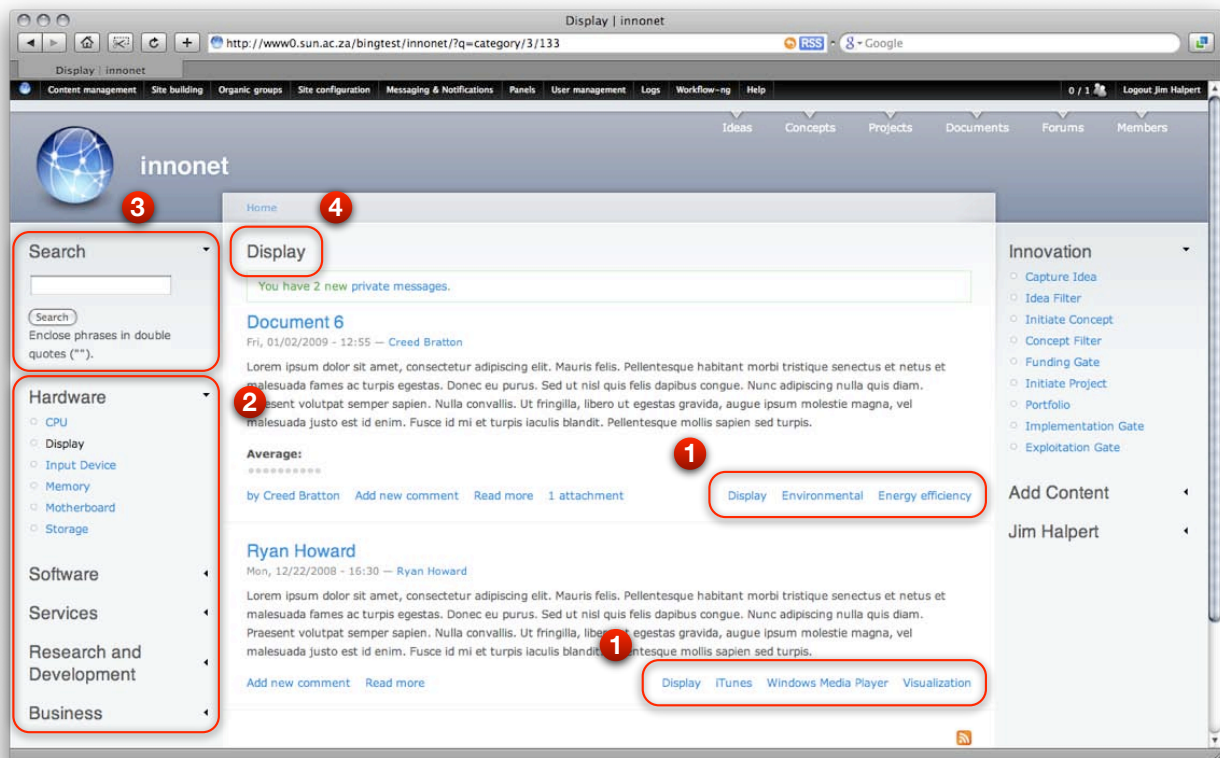 Display | innonet
http://www0.sun.ac.za/bingtest/innonet/?q=category/3/133
RSS
Google
Display | innonet
Content management Site building Organic groups Site configuration Messaging & Notifications Panels User management Logs Workflow-ng Help 0 / 1 Logout Jim Halpert
Ideas Concepts Projects Documents Forums Members
innonet
3
Home
4
Search
Search
Enclose phrases in double
quotes ("").
2
Hardware
CPU
Display
Input Device
Memory
Motherboard
Storage
Software
Services
Research and
Development
Business
Display
You have 2 new private messages.
Document 6
Fri, 01/02/2009 - 12:55 — Creed Bratton
Lorem ipsum dolor sit amet, consectetur adipiscing elit. Mauris felis. Pellentesque habitant morbi tristique senectus et netus et
malesuada fames ac turpis egestas. Donec eu purus. Sed ut nisl quis felis dapibus congue. Nunc adipiscing nulla quis diam.
esent volutpat semper sapien. Nulla convallis. Ut fringilla, libero ut egestas gravida, augue ipsum molestie magna, vel
malesuada justo est id enim. Fusce id mi et turpis iaculis blandit. Pellentesque mollis sapien sed turpis.
Average:
1
by Creed Bratton Add new comment Read more 1 attachment Display Environmental Energy efficiency
Ryan Howard
Mon, 12/22/2008 - 16:30 — Ryan Howard
Lorem ipsum dolor sit amet, consectetur adipiscing elit. Mauris felis. Pellentesque habitant morbi tristique senectus et netus et
malesuada fames ac turpis egestas. Donec eu purus. Sed ut nisl quis felis dapibus congue. Nunc adipiscing nulla quis diam.
Praesent volutpat semper sapien. Nulla convallis. Ut fringilla, egestas gravida, augue ipsum molestie magna, vel
malesuada justo est id enim. Fusce id mi et turpis iaculis blandit. mollis sapien sed turpis.
1
Add new comment Read more Display iTunes Windows Media Player Visualization
Innovation
Capture Idea
Idea Filter
Initiate Concept
Concept Filter
Funding Gate
Initiate Project
Portfolio
Implementation Gate
Exploitation Gate
Add Content
Jim Halpert